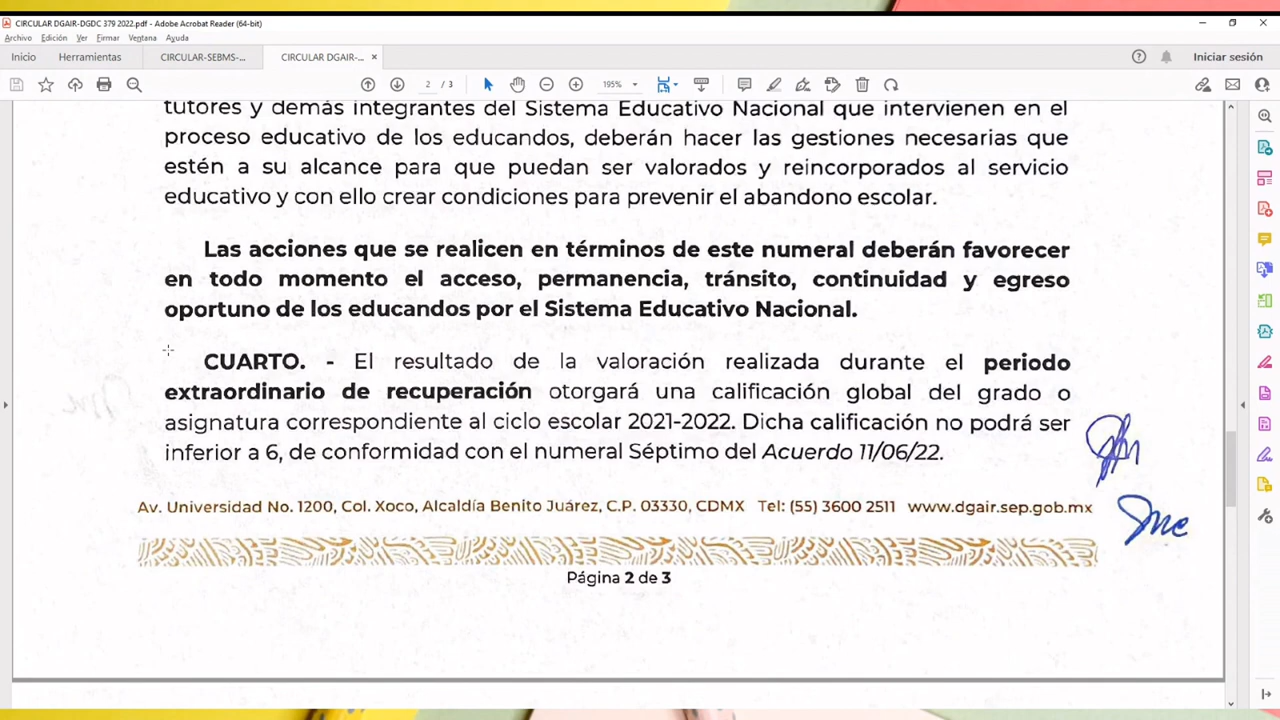 CIRCULAR DGAIR-DGDC 379 2022.pdf - Adobe Acrobat Reader (64-bit)
Archivo Edición Ver Firmar Ventana Ayuda
Inicio Herramientas CIRCULAR-SEBMS-... CIRCULAR DGAIR-... × Iniciar sesión
2 / 3 195%
tutores y demás integrantes del Sistema Educativo Nacional que intervienen en el
proceso educativo de los educandos, deberán hacer las gestiones necesarias que
estén a su alcance para que puedan ser valorados y reincorporados al servicio
educativo y con ello crear condiciones para prevenir el abandono escolar.
Las acciones que se realicen en términos de este numeral deberán favorecer
en todo momento el acceso, permanencia, tránsito, continuidad y egreso
oportuno de los educandos por el Sistema Educativo Nacional.
CUARTO. - El resultado de la valoración realizada durante el periodo
extraordinario de recuperación otorgará una calificación global del grado o
asignatura correspondiente al ciclo escolar 2021-2022. Dicha calificación no podrá ser
inferior a 6, de conformidad con el numeral Séptimo del Acuerdo 11/06/22.
Av. Universidad No. 1200, Col. Xoco, Alcaldía Benito Juárez, C.P. 03330, CDMX Tel: (55) 3600 2511 www.dgair.sep.gob.mx
Página 2 de 3